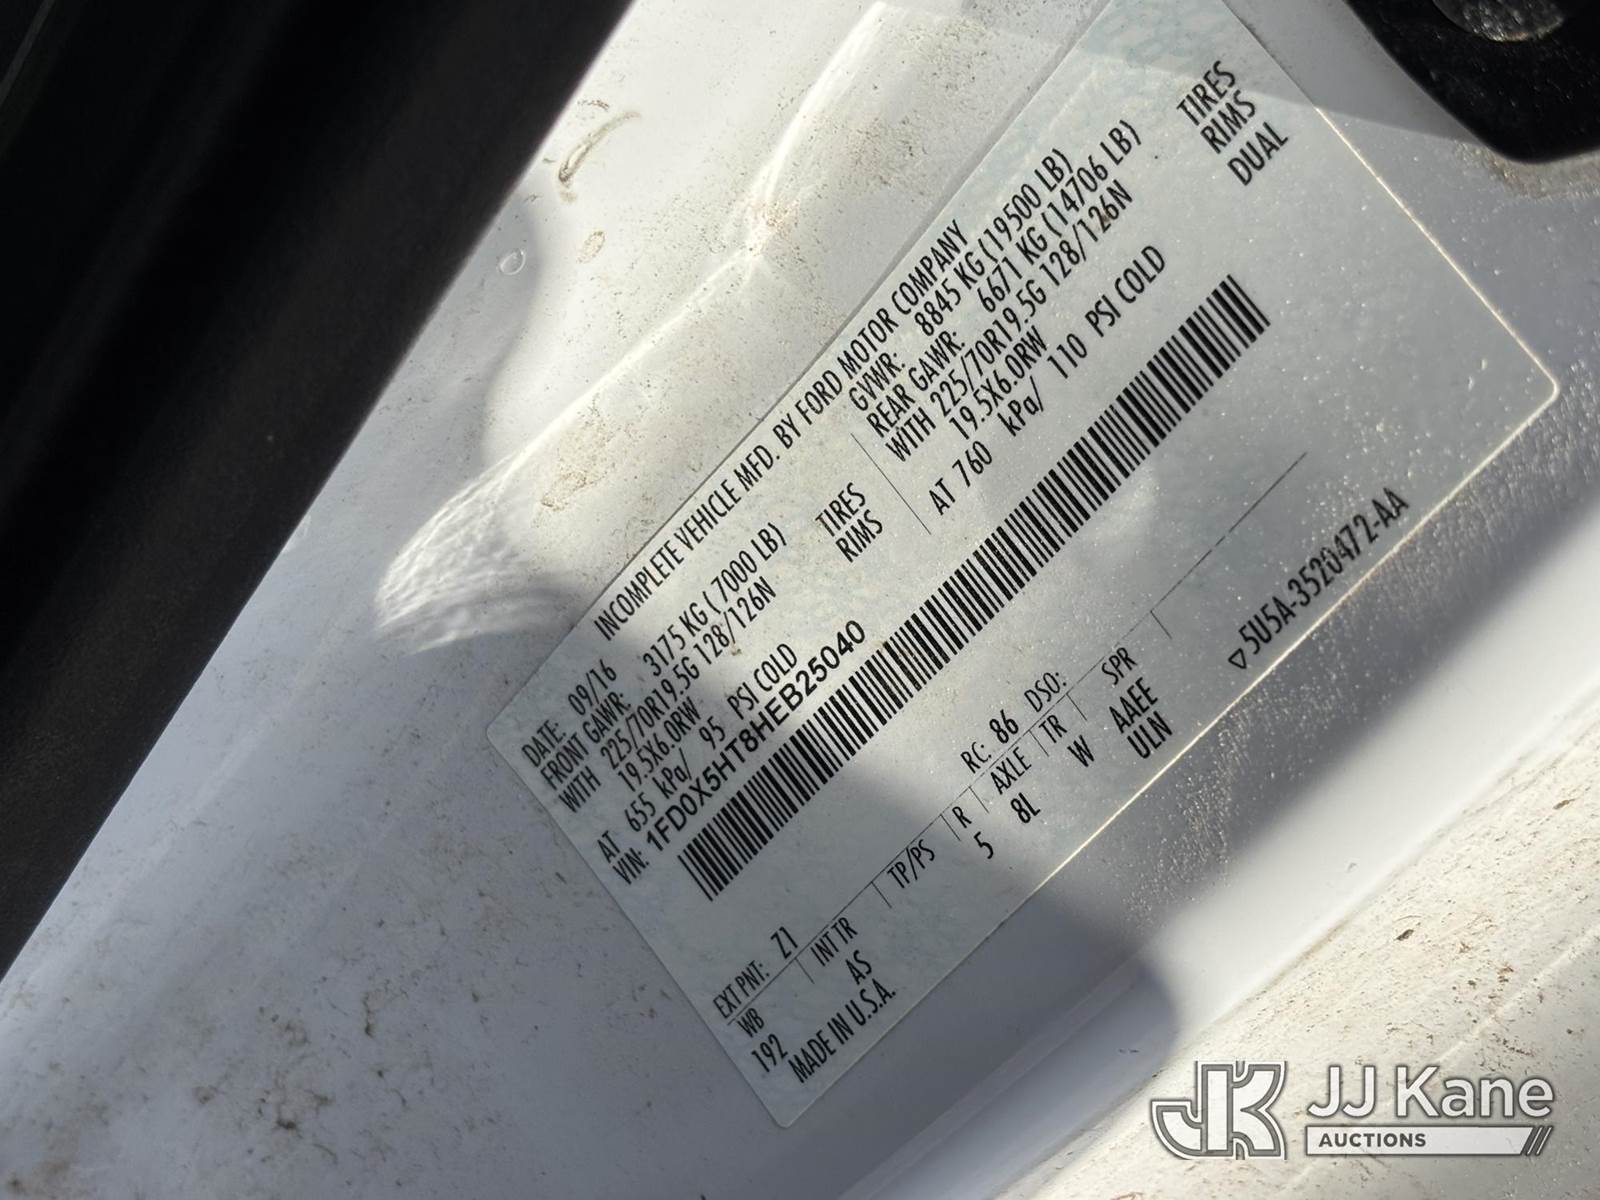 INCOMPLETE VEHICLE MFD. BY FORD MOTOR COMPANY
DATE: 09/16 GVWR: 8845 KG (19500 LB)
FRONT GAWR: 3175 KG (7000 LB) REAR GAWR: 6671 KG (14706 LB)
WITH 225/70R19.5G 128/126N TIRES WITH 225/70R19.5G 128/126N TIRES
19.5X6.0RW RIMS 19.5X6.0RW RIMS
AT 655 kPa/ 95 PSI COLD AT 760 kPa/ 110 PSI COLD DUAL
VIN: 1FD0X5HT8HEB25040
EXT PNT: Z1 RC: 86 DSO:
WB INT TR TP/PS R AXLE TR SPR
192 AS 5 8L W AAEE
MADE IN U.S.A. ULN
▽5U5A-3520472-AA
JK JJ Kane
AUCTIONS